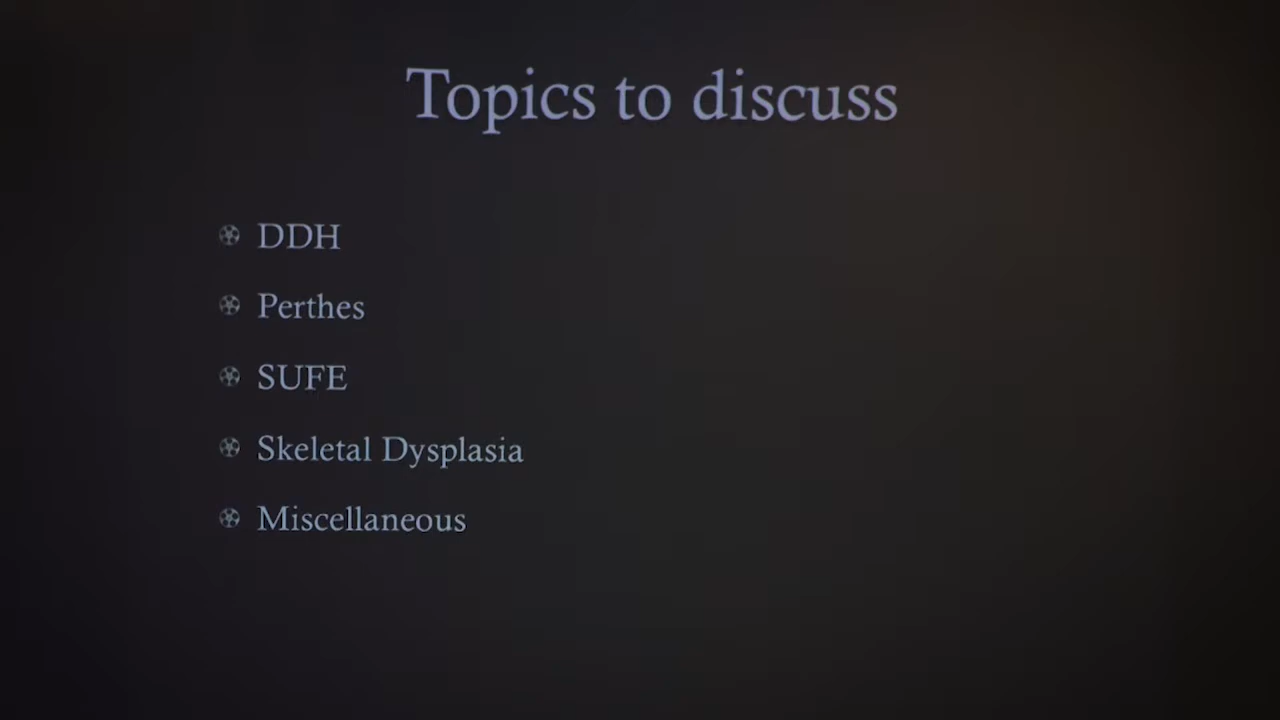 Topics to discuss
DDH
Perthes
SUFE
Skeletal Dysplasia
Miscellaneous